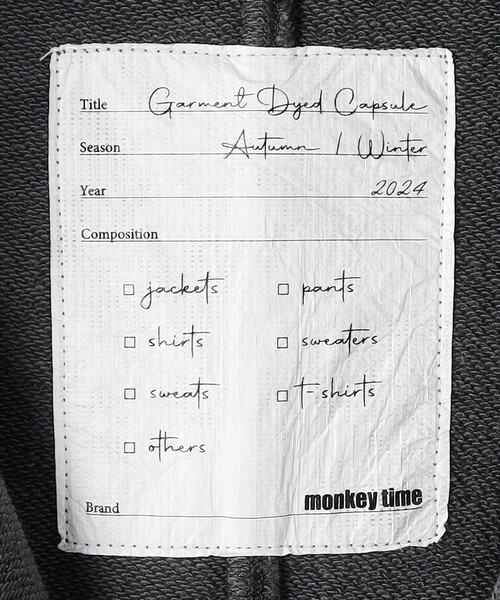 Title Garment Dyed Capsule
Season Autumn / Winter
Year 2024
Composition
□ jackets □ pants
□ shirts □ sweaters
□ sweats □ t-shirts
□ others
Brand monkey time